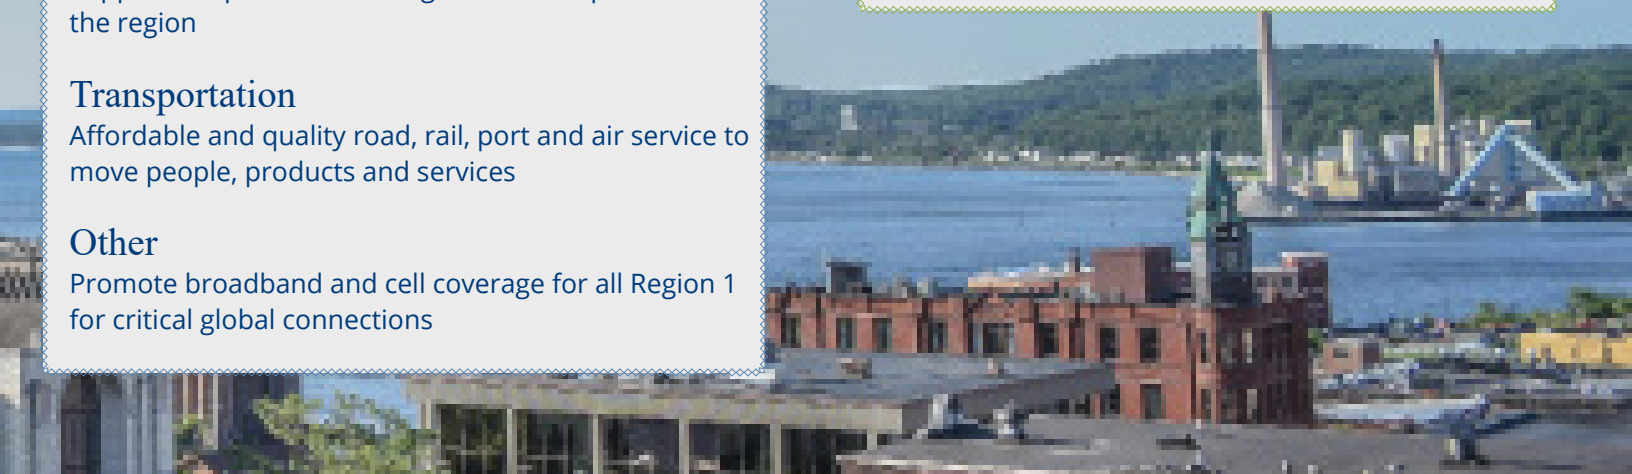 the region
Transportation
Affordable and quality road, rail, port and air service to
move people, products and services
Other
Promote broadband and cell coverage for all Region 1
for critical global connections